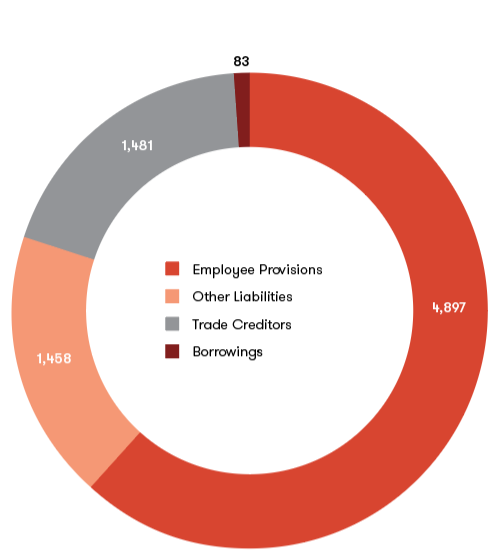 83
1,481
4,897
1,458
Employee Provisions
Other Liabilities
Trade Creditors
Borrowings